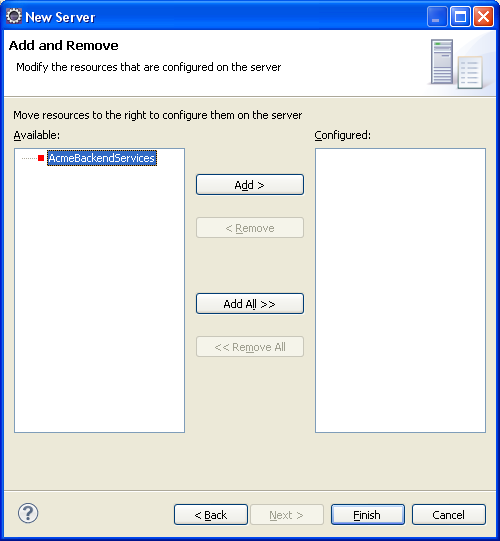 New Server
Add and Remove
Modify the resources that are configured on the server
Move resources to the right to configure them on the server
Available:
Configured:
AcmeBackendServices
Add >
< Remove
Add All >>
<< Remove All
?
< Back
Next >
Finish
Cancel